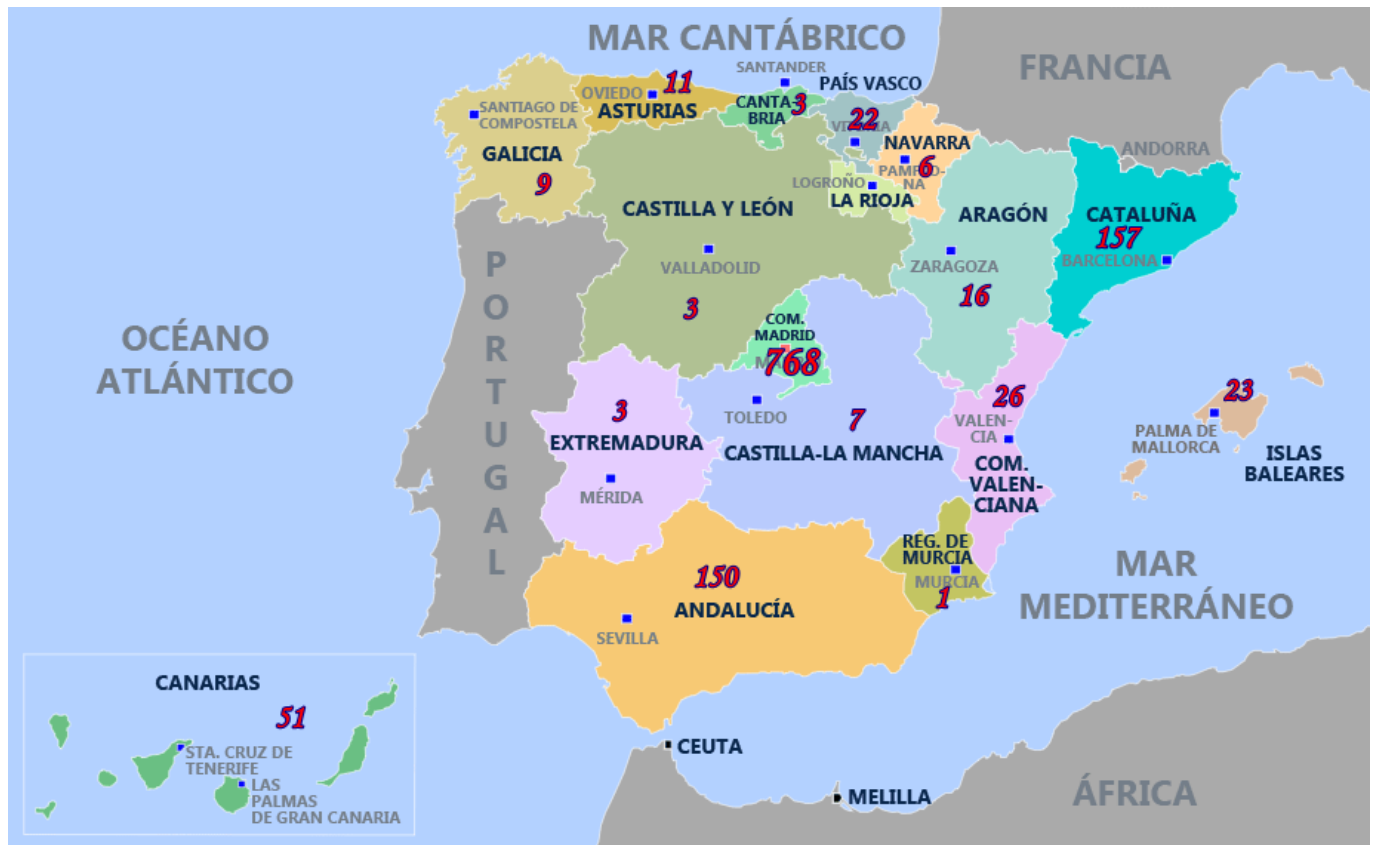 MAR CANTÁBRICO
FRANCIA
SANTANDER
PAÍS VASCO
OVIEDO
11
ASTURIAS
CANTA-
BRIA
3
22
SANTIAGO DE
COMPOSTELA
GALICIA
9
NAVARRA
6
ANDORRA
LOGROÑO
LA RIOJA
CASTILLA Y LEÓN
VALLADOLID
3
ARAGÓN
ZARAGOZA
16
CATALUÑA
157
BARCELONA
PORTUGAL
OCÉANO
ATLÁNTICO
COM.
MADRID
768
TOLEDO
7
CASTILLA-LA MANCHA
3
EXTREMADURA
MÉRIDA
26
VALEN-
CIA
COM.
VALEN-
CIANA
23
PALMA DE
MALLORCA
ISLAS
BALEARES
REG. DE
MURCIA
MURCIA
1
MAR
MEDITERRÁNEO
150
ANDALUCÍA
SEVILLA
CANARIAS
51
STA. CRUZ DE
TENERIFE
LAS
PALMAS
DE GRAN CANARIA
CEUTA
MELILLA
ÁFRICA